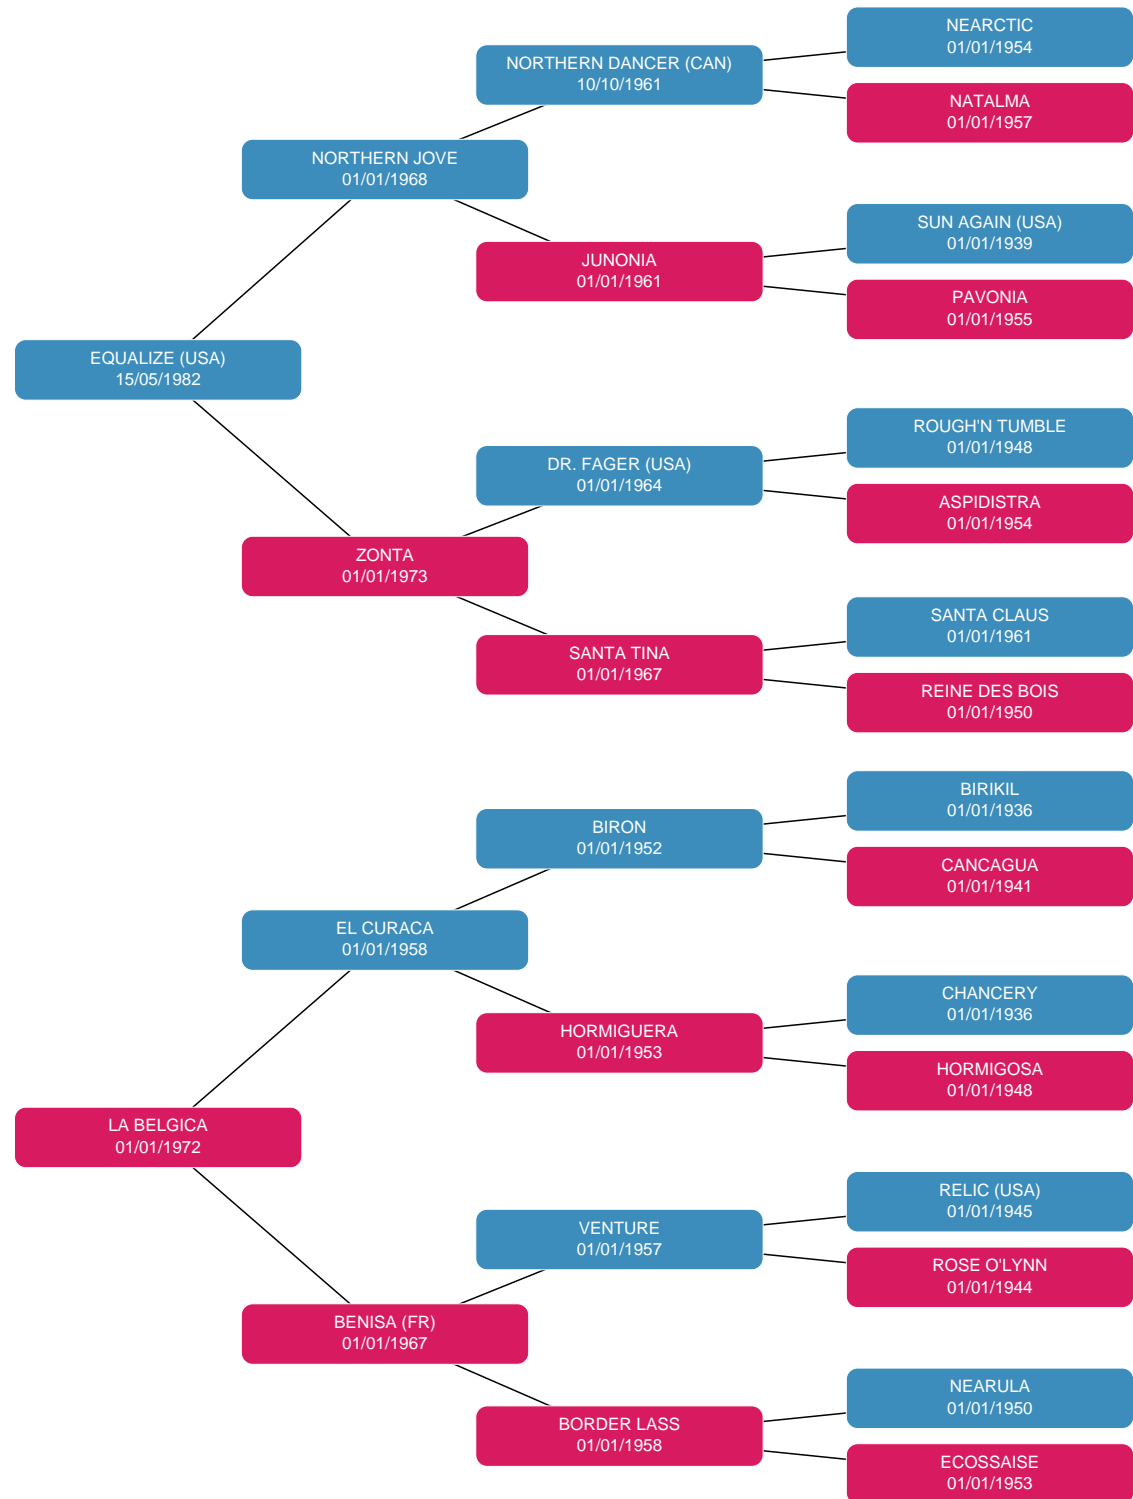 NEARCTIC
01/01/1954
NORTHERN DANCER (CAN)
10/10/1961
NATALMA
01/01/1957
NORTHERN JOVE
01/01/1968
SUN AGAIN (USA)
01/01/1939
JUNONIA
01/01/1961
PAVONIA
01/01/1955
EQUALIZE (USA)
15/05/1982
ROUGH'N TUMBLE
01/01/1948
DR. FAGER (USA)
01/01/1964
ASPIDISTRA
01/01/1954
ZONTA
01/01/1973
SANTA CLAUS
01/01/1961
SANTA TINA
01/01/1967
REINE DES BOIS
01/01/1950
BIRIKIL
01/01/1936
BIRON
01/01/1952
CANCAGUA
01/01/1941
EL CURACA
01/01/1958
CHANCERY
01/01/1936
HORMIGUERA
01/01/1953
HORMIGOSA
01/01/1948
LA BELGICA
01/01/1972
RELIC (USA)
01/01/1945
VENTURE
01/01/1957
ROSE O'LYNN
01/01/1944
BENISA (FR)
01/01/1967
NEARULA
01/01/1950
BORDER LASS
01/01/1958
ECOSSAISE
01/01/1953